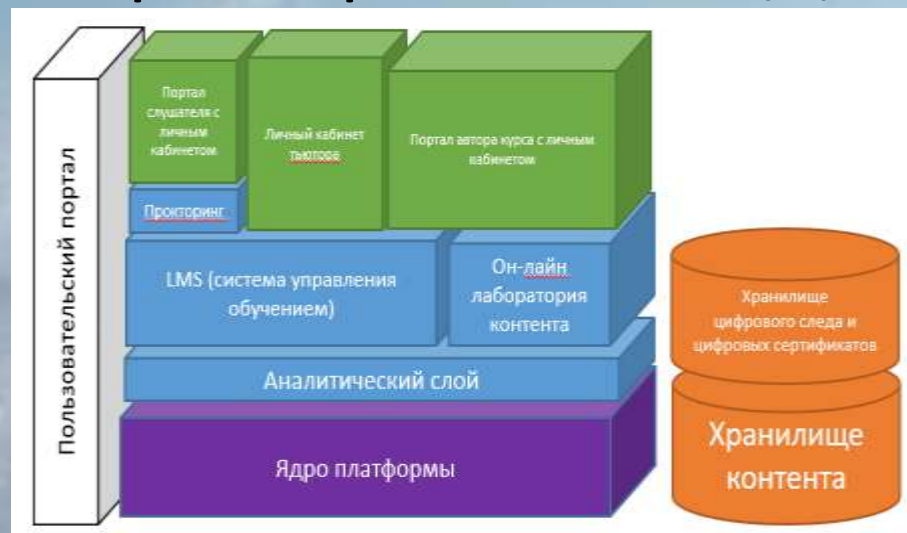 Пользовательский портал
Портал
слушателя с
личным
кабинетом
Личный кабинет
тьютора
Портал автора курса с личным
кабинетом
Прокторинг
LMS (система управления
обучением)
Он-лайн
лаборатория
контента
Аналитический слой
Ядро платформы
Хранилище
цифрового следа и
цифровых сертификатов
Хранилище
контента